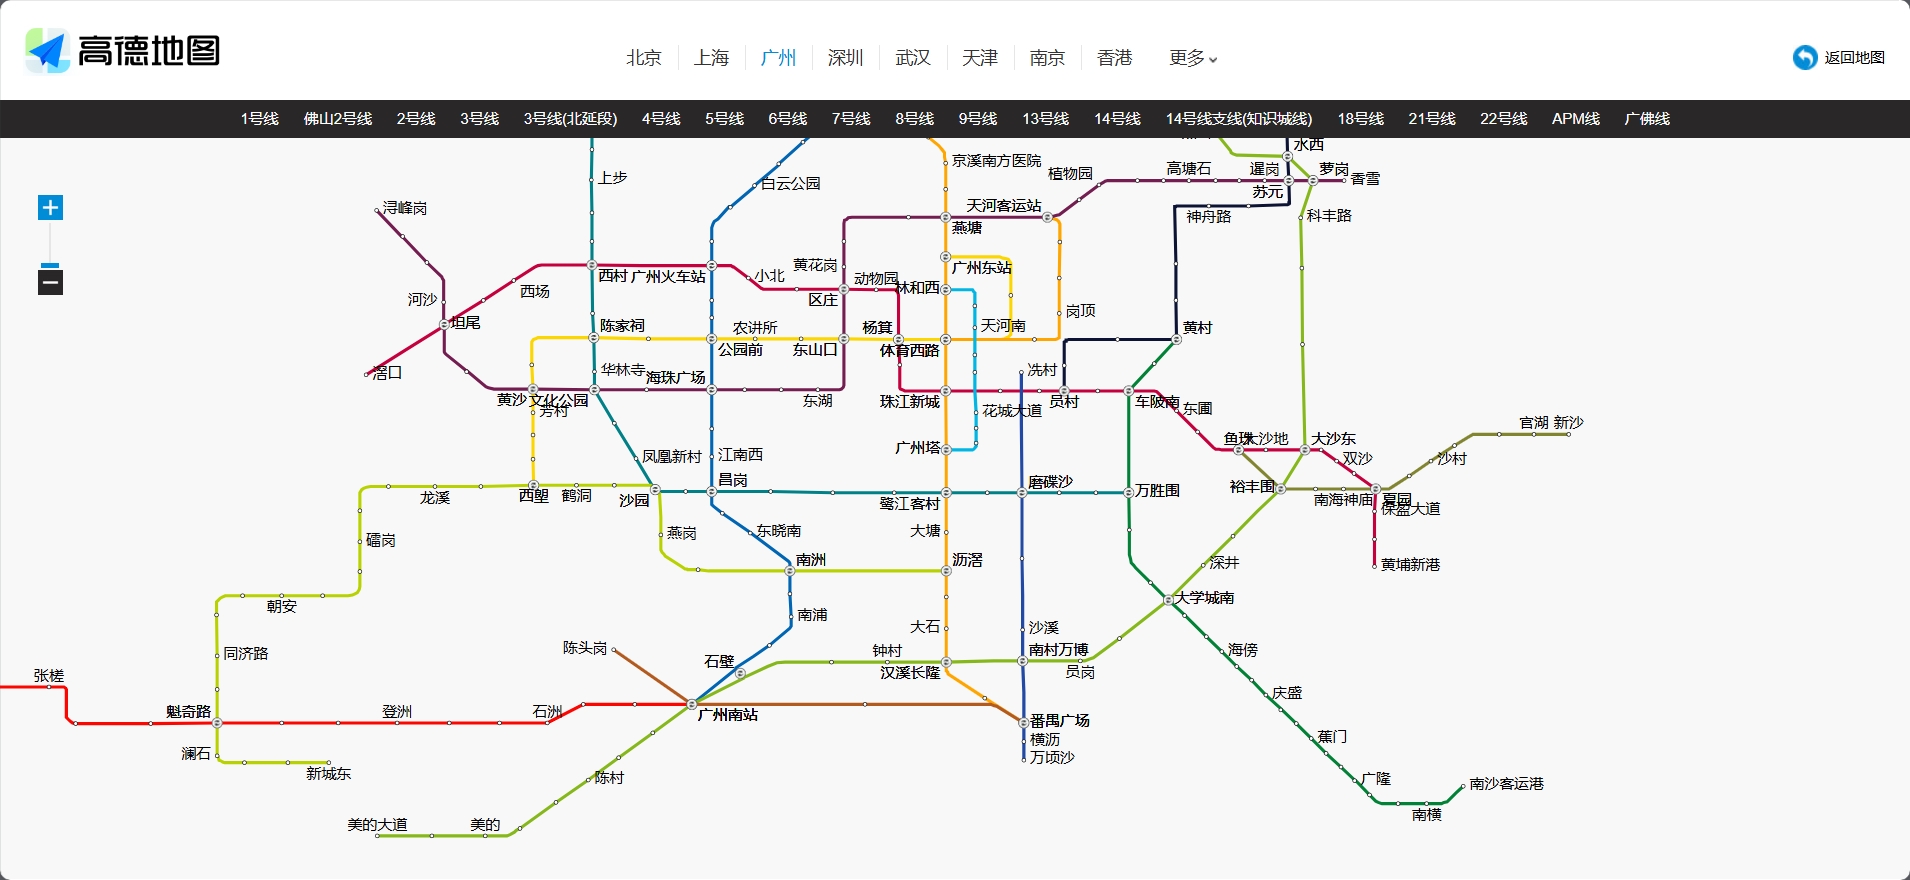 高德地图
北京 上海 广州 深圳 武汉 天津 南京 香港 更多
返回地图
1号线 佛山2号线 2号线 3号线 3号线(北延段) 4号线 5号线 6号线 7号线 8号线 9号线 13号线 14号线 14号线支线(知识城线) 18号线 21号线 22号线 APM线 广佛线
水西
京溪南方医院
植物园
高塘石
暹岗
萝岗
香雪
上步
白云公园
苏元
浔峰岗
天河客运站
神舟路
科丰路
燕塘
西村
广州火车站
小北
黄花岗
动物园
广州东站
林和西
河沙
西场
区庄
岗顶
坦尾
陈家祠
农讲所
杨箕
天河南
黄村
公园前
东山口
体育西路
滘口
华林寺
海珠广场
冼村
黄沙
文化公园
芳村
东湖
珠江新城
花城大道
员村
车陂南
东圃
官湖
新沙
广州塔
鱼珠
大沙地
大沙东
双沙
沙村
凤凰新村
江南西
昌岗
磨碟沙
万胜围
裕丰围
龙溪
西塱
鹤洞
沙园
鹭江
客村
南海神庙
夏园
保盈大道
燕岗
东晓南
大塘
礌岗
南洲
沥滘
深井
黄埔新港
朝安
南浦
大石
沙溪
大学城南
同济路
陈头岗
石壁
钟村
汉溪长隆
南村万博
员岗
海傍
张槎
庆盛
魁奇路
登洲
石洲
广州南站
番禺广场
横沥
蕉门
澜石
万顷沙
新城东
陈村
广隆
南沙客运港
美的大道
美的
南横